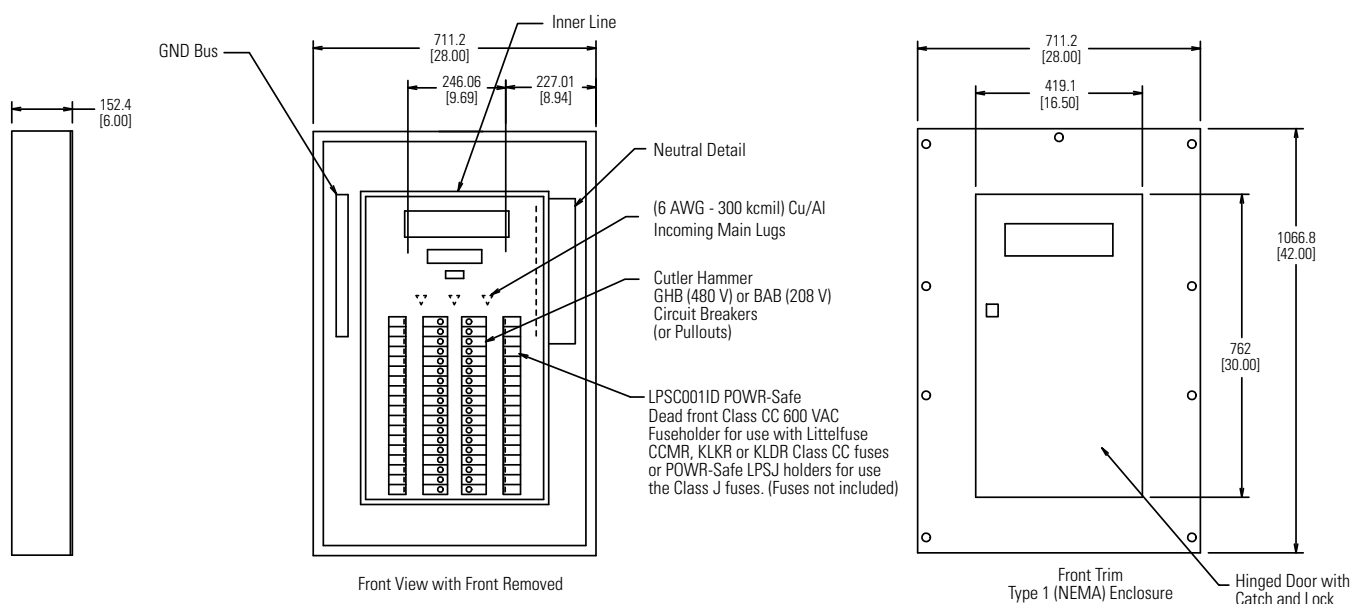 152.4
[6.00]
GND Bus
Inner Line
711.2
[28.00]
246.06
[9.69]
227.01
[8.94]
Neutral Detail
(6 AWG - 300 kcmil) Cu/Al
Incoming Main Lugs
Cutler Hammer
GHB (480 V) or BAB (208 V)
Circuit Breakers
(or Pullouts)
LPSC001ID POWR-Safe
Dead front Class CC 600 VAC
Fuseholder for use with Littelfuse
CCMR, KLKR or KLDR Class CC fuses
or POWR-Safe LPSJ holders for use
the Class J fuses. (Fuses not included)
Front View with Front Removed
711.2
[28.00]
419.1
[16.50]
1066.8
[42.00]
762
[30.00]
Front Trim
Type 1 (NEMA) Enclosure
Hinged Door with
Catch and Lock